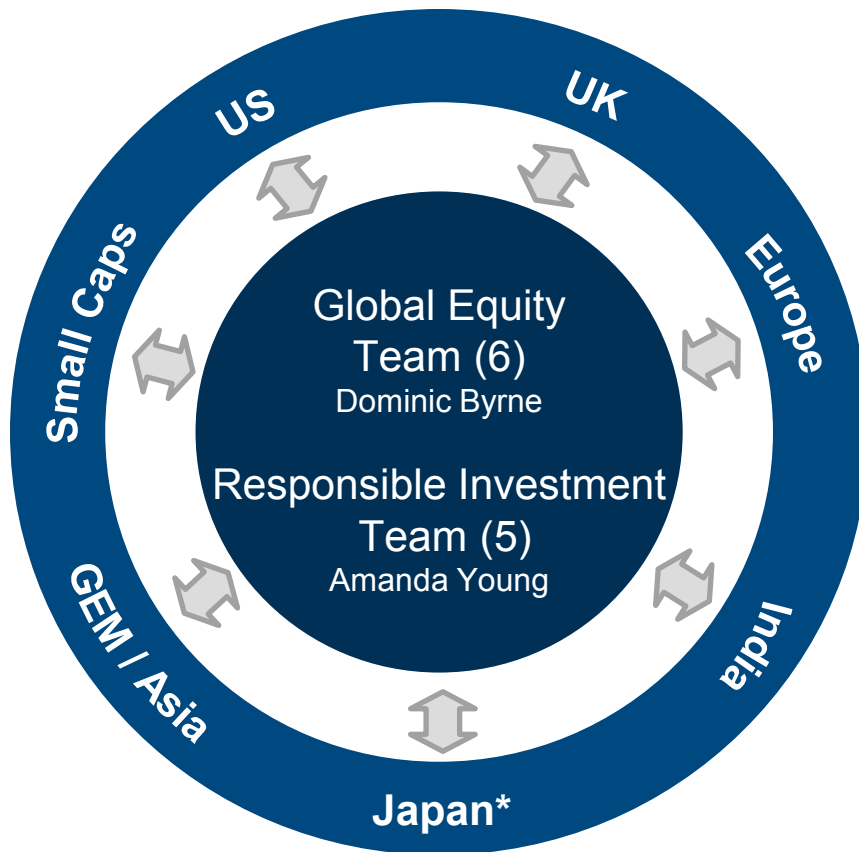 US
UK
Small Caps
Europe
Global Equity
Team (6)
Dominic Byrne
Responsible Investment
Team (5)
Amanda Young
GEM / Asia
India
Japan*